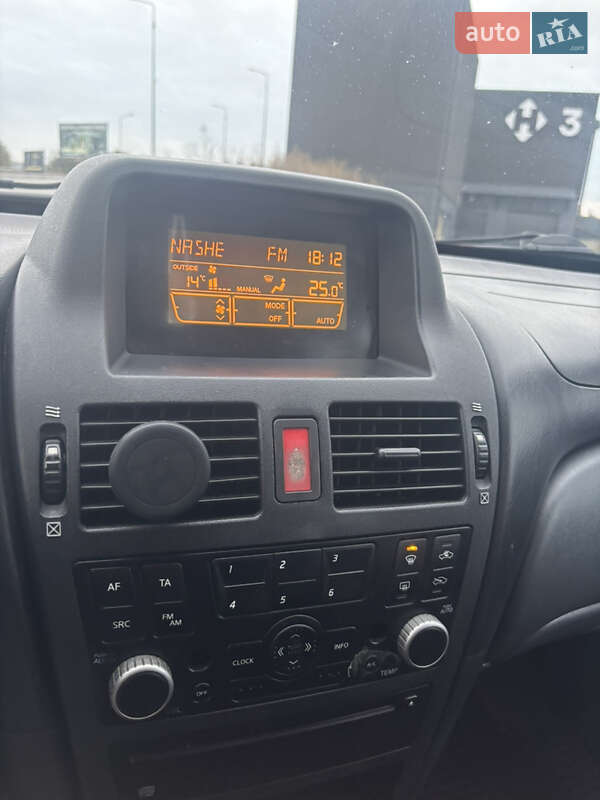 auto RIA .com
3
NASHE FM 18:12
OUTSIDE
14°C MANUAL 25.0°C
MODE
OFF AUTO
1 2 3
4 5 6
AF TA
SRC FM AM
CLOCK INFO
OFF A/C TEMP